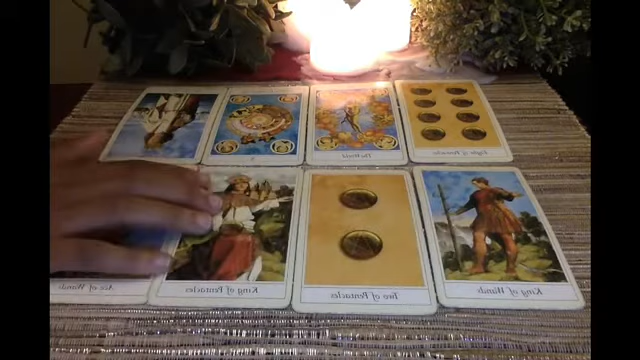 The World
Eight of Pentacles
Ace of Wands
King of Pentacles
Two of Pentacles
King of Wands